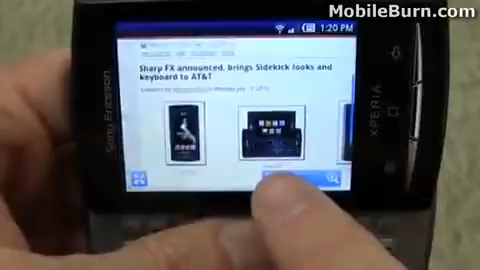 MobileBurn.com
1:20 PM
Sharp FX announced, brings Sidekick looks and
keyboard to AT&T
Sony Ericsson
XPERIA